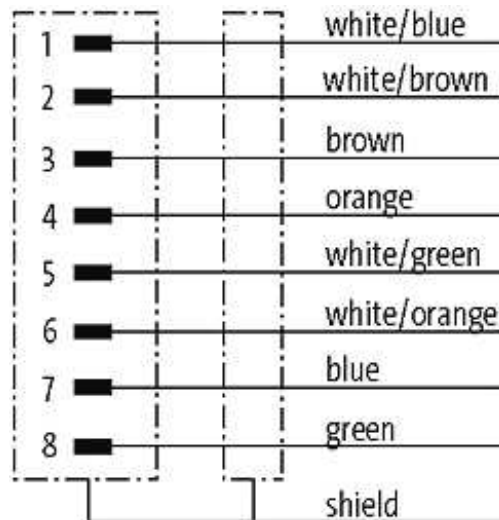 1 white/blue
2 white/brown
3 brown
4 orange
5 white/green
6 white/orange
7 blue
8 green
shield